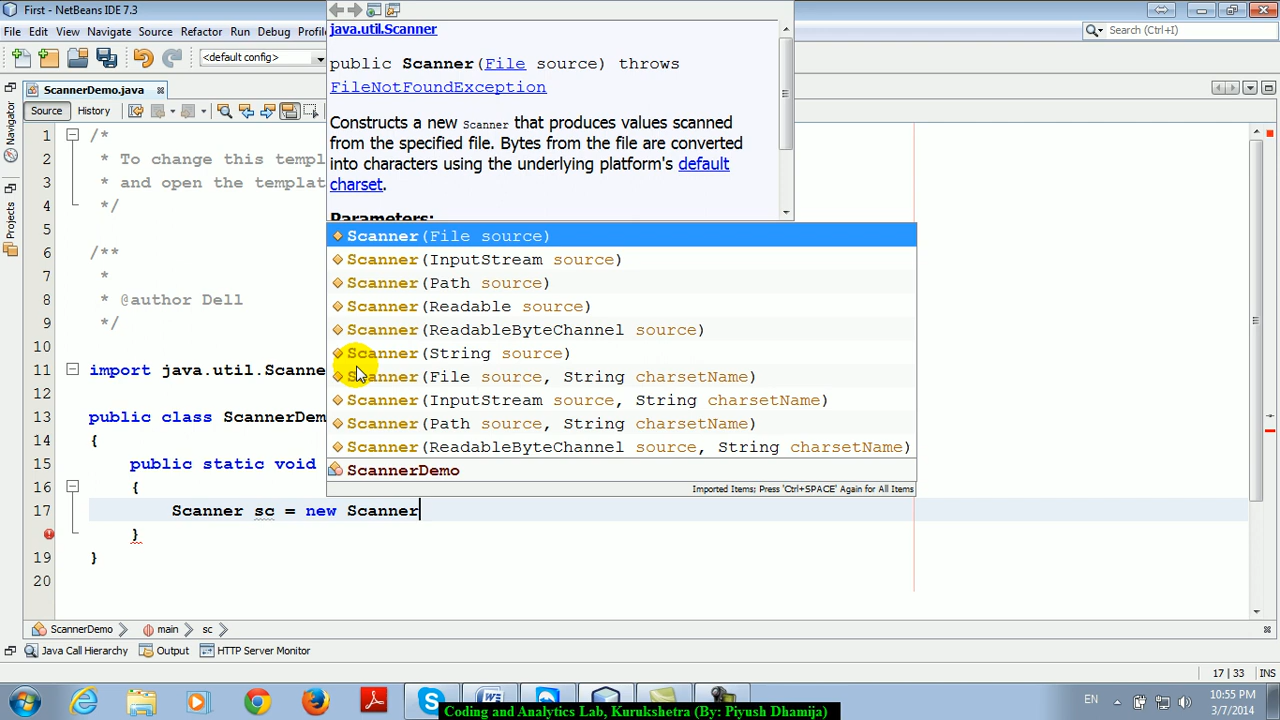 First - NetBeans IDE 7.3
File Edit View Navigate Source Refactor Run Debug Profil
Search (Ctrl+I)
<default config>
ScannerDemo.java
Source History
Navigator
Projects
java.util.Scanner
public Scanner(File source) throws
FileNotFoundException
Constructs a new Scanner that produces values scanned
from the specified file. Bytes from the file are converted
into characters using the underlying platform's default
charset.
Parameters:
Scanner(File source)
Scanner(InputStream source)
Scanner(Path source)
Scanner(Readable source)
Scanner(ReadableByteChannel source)
Scanner(String source)
Scanner(File source, String charsetName)
Scanner(InputStream source, String charsetName)
Scanner(Path source, String charsetName)
Scanner(ReadableByteChannel source, String charsetName)
ScannerDemo
Imported Items; Press 'Ctrl+SPACE' Again for All Items
1 /*
2 * To change this templ
3 * and open the templat
4 */
5
6 /**
7 *
8 * @author Dell
9 */
10
11 import java.util.Scanne
12
13 public class ScannerDem
14 {
15 public static void
16 {
17 Scanner sc = new Scanner
}
19 }
20
ScannerDemo main sc
Java Call Hierarchy Output HTTP Server Monitor
17 | 33
EN
10:55 PM
3/7/2014
Coding and Analytics Lab, Kurukshetra (By: Piyush Dhamija)